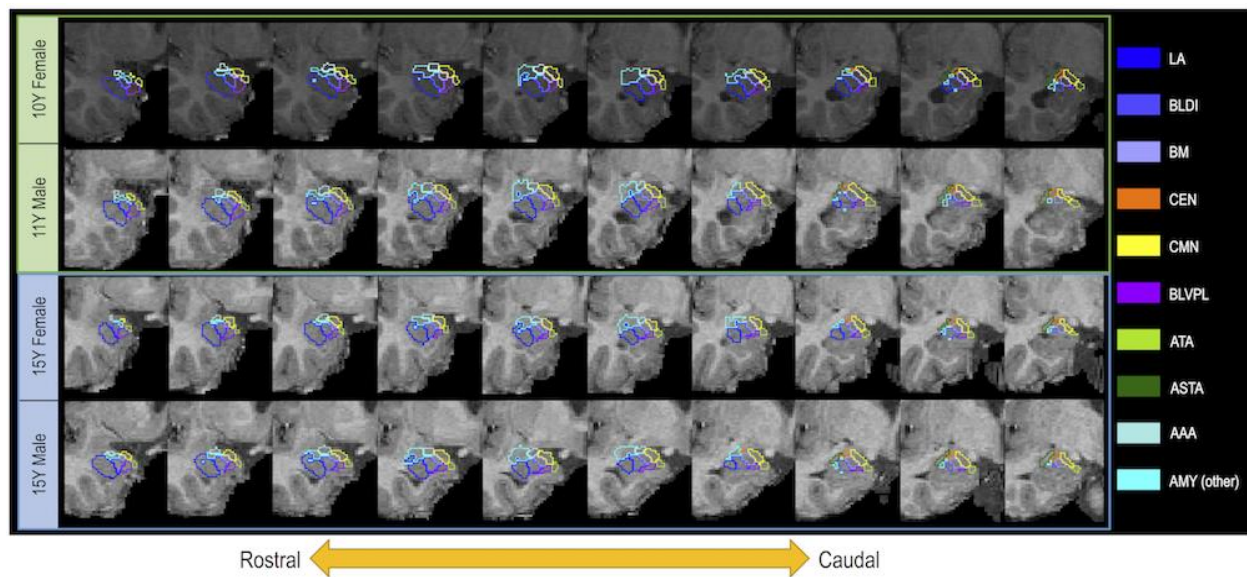 10Y Female
11Y Male
15Y Female
15Y Male
LA
BLDI
BM
CEN
CMN
BLVPL
ATA
ASTA
AAA
AMY (other)
Rostral
Caudal